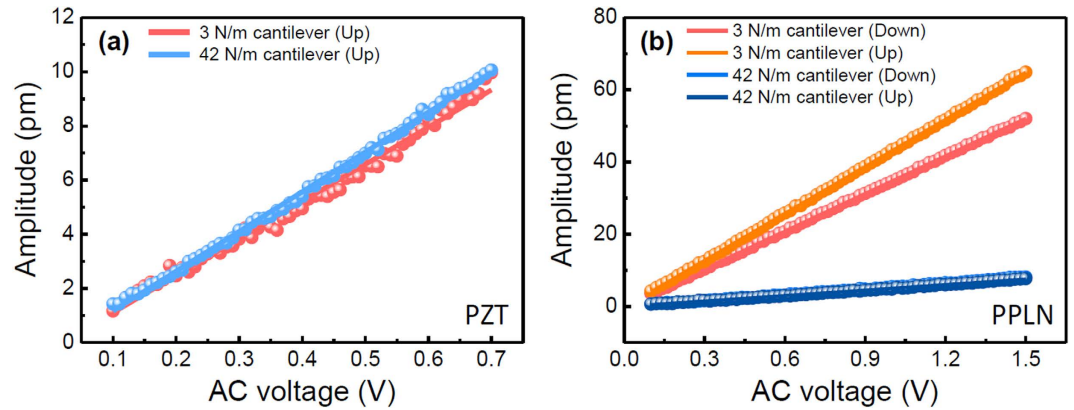 (a)
3 N/m cantilever (Up)
42 N/m cantilever (Up)
12
10
8
6
4
2
0
Amplitude (pm)
PZT
0.1 0.2 0.3 0.4 0.5 0.6 0.7
AC voltage (V)
(b)
3 N/m cantilever (Down)
3 N/m cantilever (Up)
42 N/m cantilever (Down)
42 N/m cantilever (Up)
80
60
40
20
0
Amplitude (pm)
PPLN
0.0 0.3 0.6 0.9 1.2 1.5
AC voltage (V)